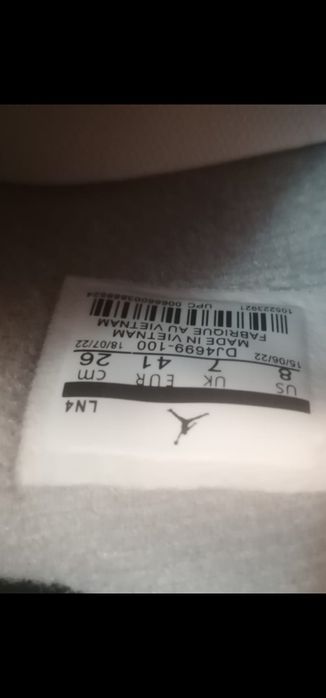 LN4
US UK EUR cm
8 7 41 26
15/06/22 DJ4699-100 18/07/22
MADE IN VIETNAM
FABRIQUE AU VIETNAM
105223921 UPC